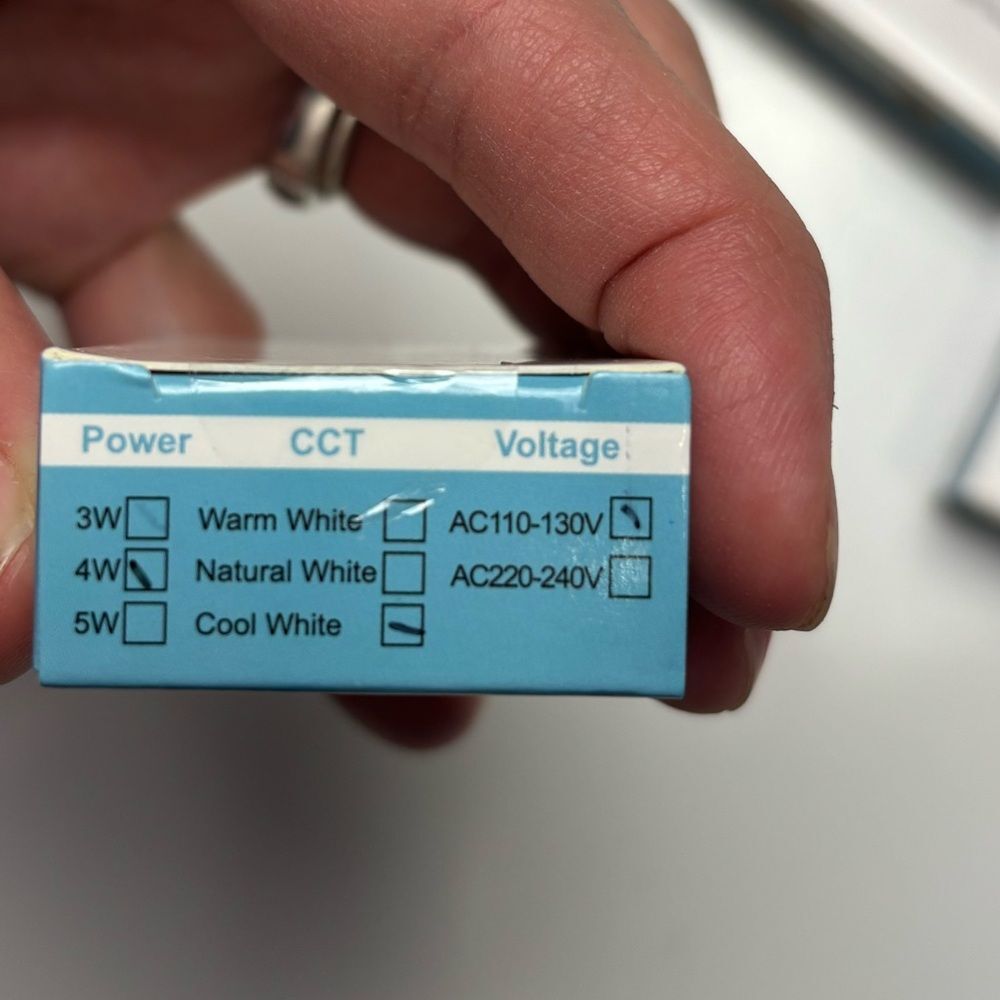 Power CCT Voltage
3W Warm White AC110-130V
4W Natural White AC220-240V
5W Cool White